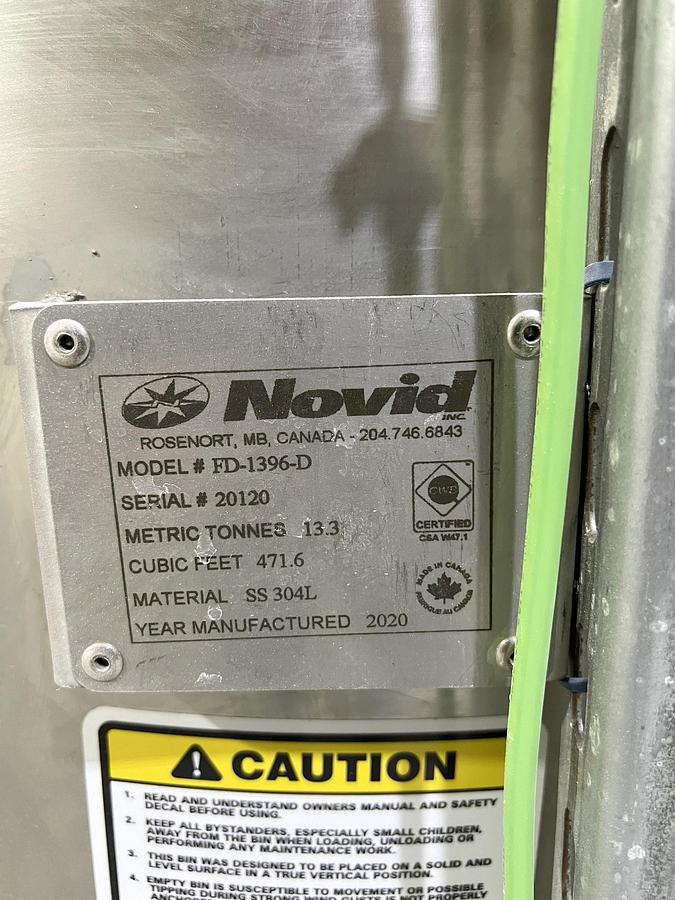 Novid
INC.
ROSENORT, MB, CANADA - 204.746.6843
MODEL # FD-1396-D
SERIAL # 20120
METRIC TONNES 13.3
CUBIC FEET 471.6
MATERIAL SS 304L
YEAR MANUFACTURED 2020
CWB
CERTIFIED
CSA W47.1
MADE IN CANADA
FABRIQUÉ AU CANADA
CAUTION
1. READ AND UNDERSTAND OWNERS MANUAL AND SAFETY
DECAL BEFORE USING.
2. KEEP ALL BYSTANDERS, ESPECIALLY SMALL CHILDREN,
AWAY FROM THE BIN WHEN LOADING, UNLOADING OR
PERFORMING ANY MAINTENANCE WORK.
3. THIS BIN WAS DESIGNED TO BE PLACED ON A SOLID AND
LEVEL SURFACE IN A TRUE VERTICAL POSITION.
4. EMPTY BIN IS SUSCEPTIBLE TO MOVEMENT OR POSSIBLE
TIPPING DURING STRONG WIND GUSTS IS NOT PROPERLY